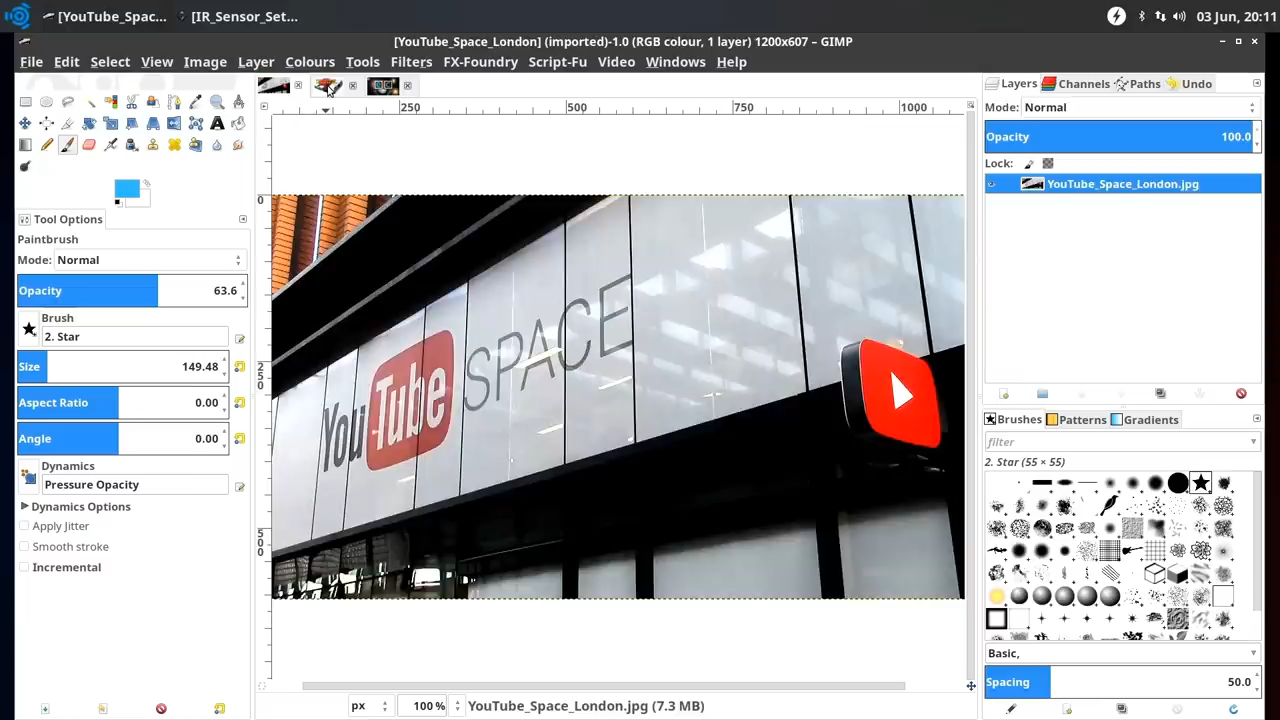 [YouTube_Spac... [IR_Sensor_Set... 03 Jun, 20:11
[YouTube_Space_London] (imported)-1.0 (RGB colour, 1 layer) 1200x607 – GIMP
File Edit Select View Image Layer Colours Tools Filters FX-Foundry Script-Fu Video Windows Help
Layers Channels Paths Undo
250 500 750 1000
Mode: Normal
Opacity 100.0
Lock:
YouTube_Space_London.jpg
Tool Options
Paintbrush
Mode: Normal
Opacity 63.6
Brush
2. Star
Size 149.48
Aspect Ratio 0.00
Angle 0.00
Dynamics
Pressure Opacity
Dynamics Options
Apply Jitter
Smooth stroke
Incremental
0
250
500
YouTube SPACE
Brushes Patterns Gradients
filter
2. Star (55 × 55)
Basic,
Spacing 50.0
px 100 % YouTube_Space_London.jpg (7.3 MB)